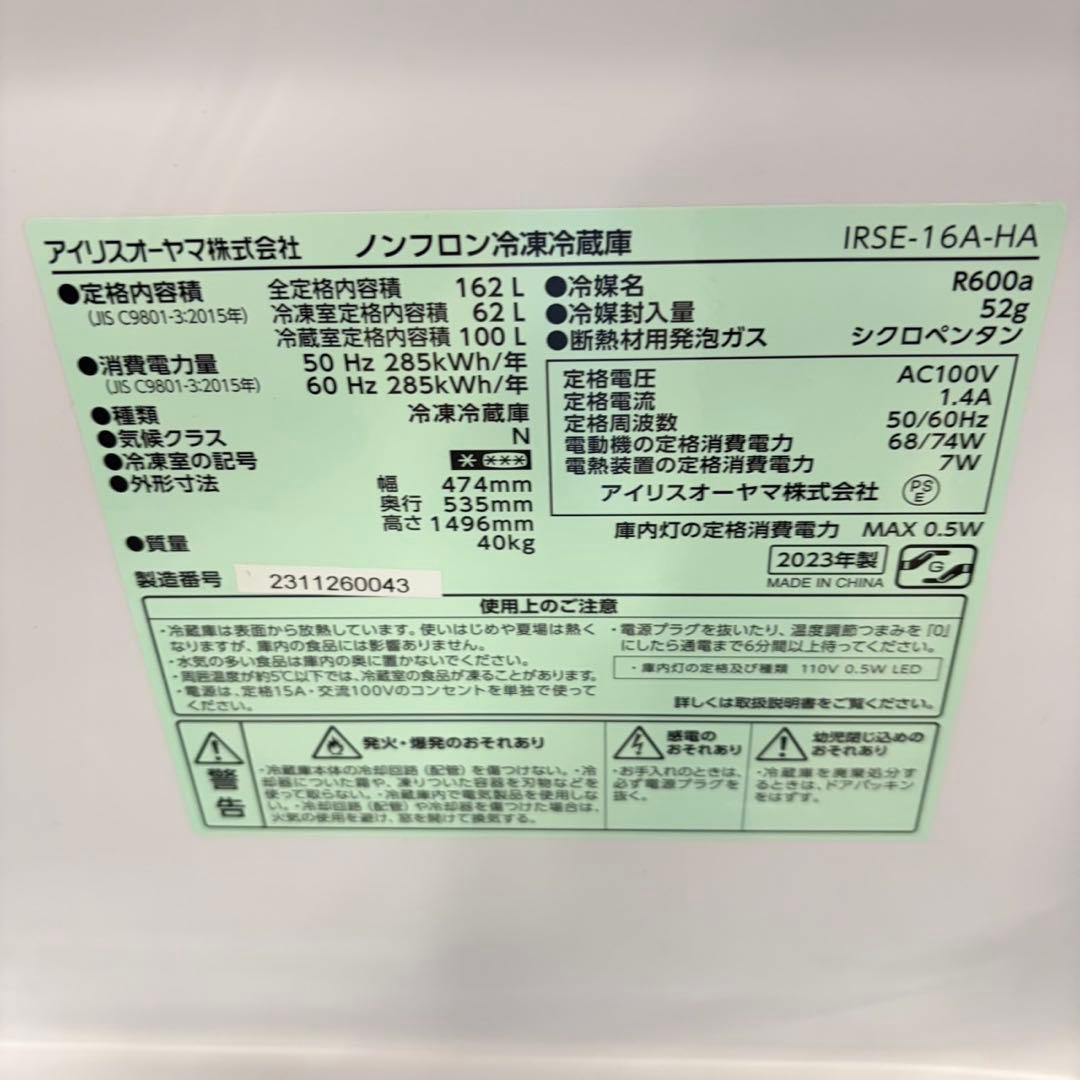 アイリスオーヤマ株式会社 ノンフロン冷凍冷蔵庫 IRSE-16A-HA
●定格内容積 全定格内容積 162 L
(JIS C9801-3:2015年) 冷凍室定格内容積 62 L
冷蔵室定格内容積 100 L
●消費電力量 50 Hz 285kWh/年
(JIS C9801-3:2015年) 60 Hz 285kWh/年
●種類 冷凍冷蔵庫
●気候クラス N
●冷凍室の記号 * ***
●外形寸法 幅 474mm
奥行 535mm
高さ 1496mm
●質量 40kg
製造番号 2311260043
●冷媒名 R600a
●冷媒封入量 52g
●断熱材用発泡ガス シクロペンタン
定格電圧 AC100V
定格電流 1.4A
定格周波数 50/60Hz
電動機の定格消費電力 68/74W
電熱装置の定格消費電力 7W
アイリスオーヤマ株式会社 PSE
庫内灯の定格消費電力 MAX 0.5W
2023年製 G
MADE IN CHINA
使用上のご注意
・冷蔵庫は表面から放熱しています。使いはじめや夏場は熱く
なりますが、庫内の食品には影響ありません。
・水気の多い食品は庫内の奥に置かないでください。
・周囲温度が約5℃以下では、冷蔵室の食品が凍ることがあります。
・電源は、定格15A・交流100Vのコンセントを単独で使って
ください。
・電源プラグを抜いたり、温度調節つまみを『0』
にしたら通電まで6分間以上待ってください。
・庫内灯の定格及び種類 110V 0.5W LED
詳しくは取扱説明書をご覧ください。
警告
発火・爆発のおそれあり
・冷蔵庫本体の冷却回路（配管）を傷つけない。・冷
却器についた霜や、凍りついた容器を刃物などを
使って取らない。・冷蔵庫内で電気製品を使用しな
い。・冷却回路（配管）や冷却器を傷つけた場合は、
火気の使用を避け、窓を開けて換気する。
感電の
おそれあり
・お手入れのときは、
必ず電源プラグを
抜く。
幼児閉じ込めの
おそれあり
・冷蔵庫を廃棄処分す
るときは、ドアパッキン
をはずす。